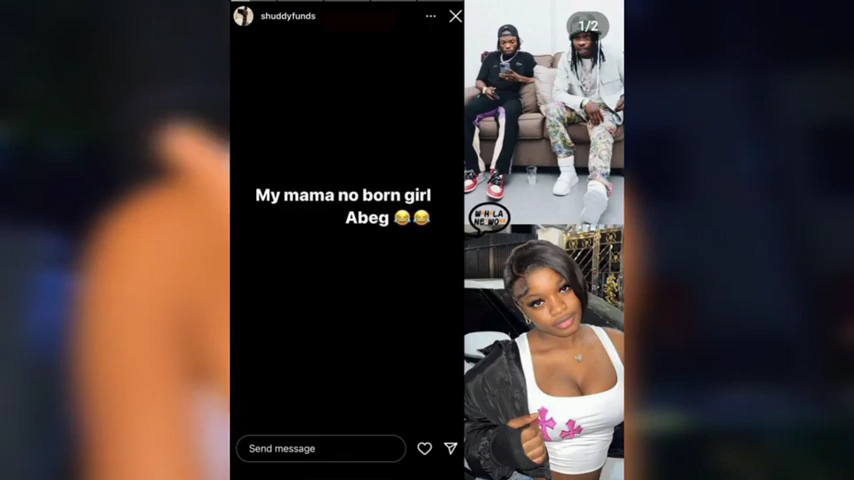 shuddyfunds
My mama no born girl
Abeg 😂😂
Send message
1/2